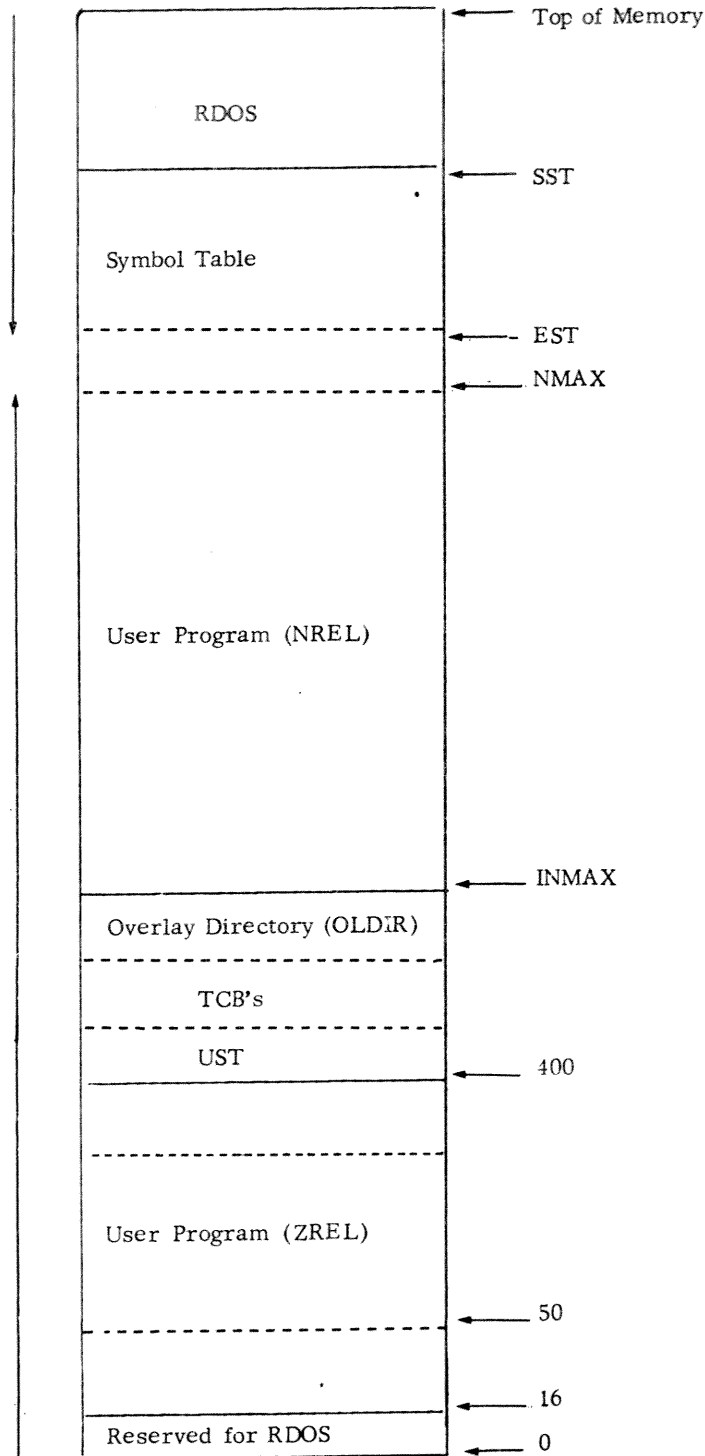 Top of Memory
RDOS
SST
Symbol Table
EST
NMAX
User Program (NREL)
INMAX
Overlay Directory (OLDIR)
TCB's
UST
400
User Program (ZREL)
50
16
Reserved for RDOS
0